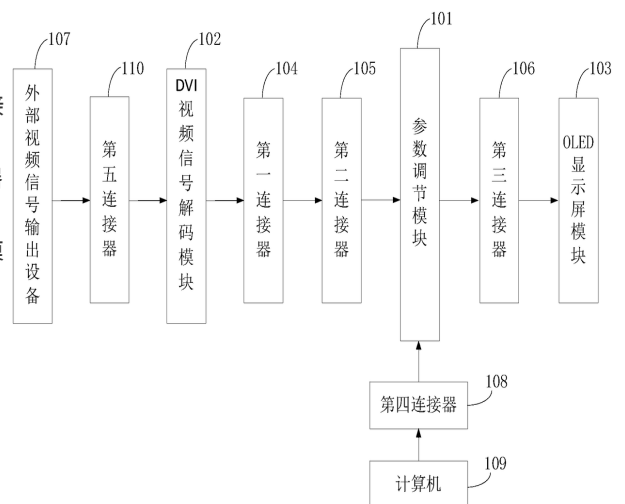 107
外部视频信号输出设备
110
第五连接器
102
DVI视频信号解码模块
104
第一连接器
105
第二连接器
101
参数调节模块
106
第三连接器
103
OLED显示屏模块
108
第四连接器
109
计算机